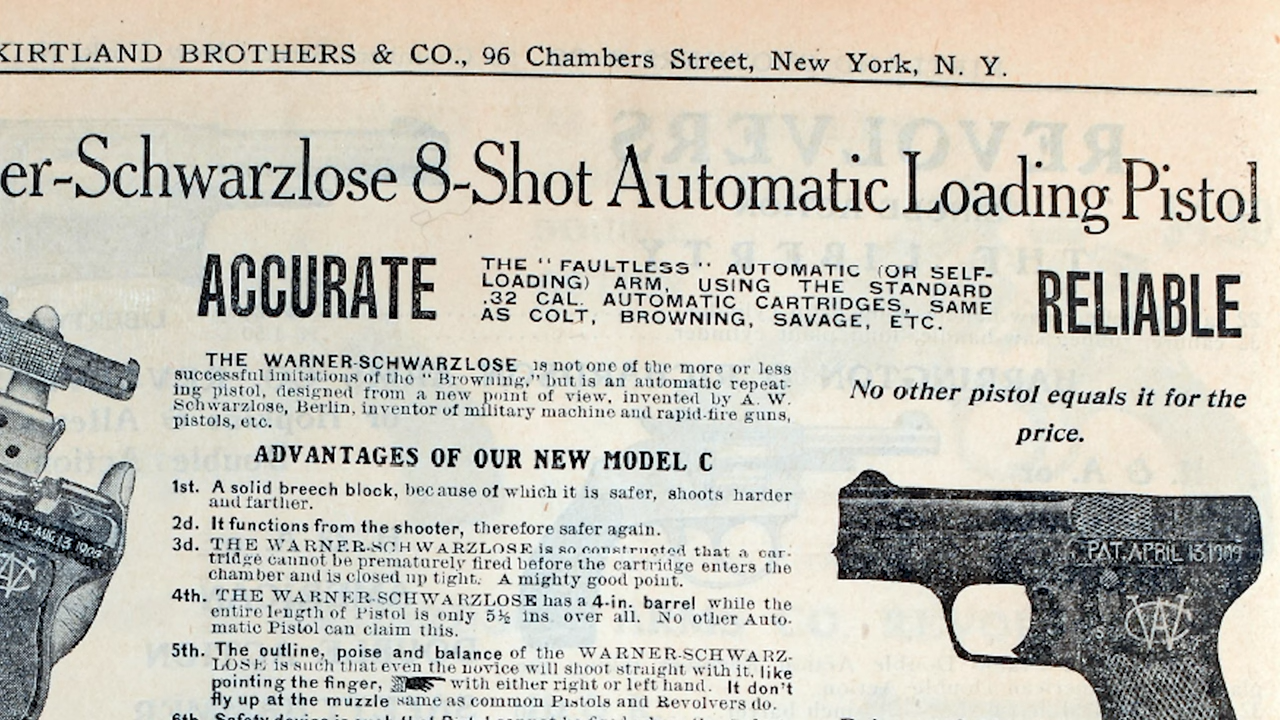 KIRTLAND BROTHERS & CO., 96 Chambers Street, New York, N. Y.
er-Schwarzlose 8-Shot Automatic Loading Pistol
ACCURATE
THE "FAULTLESS" AUTOMATIC (OR SELF-
LOADING) ARM, USING THE STANDARD
.32 CAL. AUTOMATIC CARTRIDGES, SAME
AS COLT, BROWNING, SAVAGE, ETC.
RELIABLE
THE WARNER-SCHWARZLOSE is not one of the more or less
successful imitations of the "Browning," but is an automatic repeat-
ing pistol, designed from a new point of view, invented by A. W.
Schwarzlose, Berlin, inventor of military machine and rapid-fire guns,
pistols, etc.
No other pistol equals it for the
price.
ADVANTAGES OF OUR NEW MODEL C
1st. A solid breech block, because of which it is safer, shoots harder
and farther.
2d. It functions from the shooter, therefore safer again.
3d. THE WARNER-SCHWARZLOSE is so constructed that a car-
tridge cannot be prematurely fired before the cartridge enters the
chamber and is closed up tight. A mighty good point.
4th. THE WARNER-SCHWARZLOSE has a 4-in. barrel while the
entire length of Pistol is only 5½ ins. over all. No other Auto-
matic Pistol can claim this.
5th. The outline, poise and balance of the WARNER-SCHWARZ-
LOSE is such that even the novice will shoot straight with it, like
pointing the finger, with either right or left hand. It don't
fly up at the muzzle same as common Pistols and Revolvers do.
6th. Safety device is such that Pistol cannot be
PAT. APRIL 13 1909